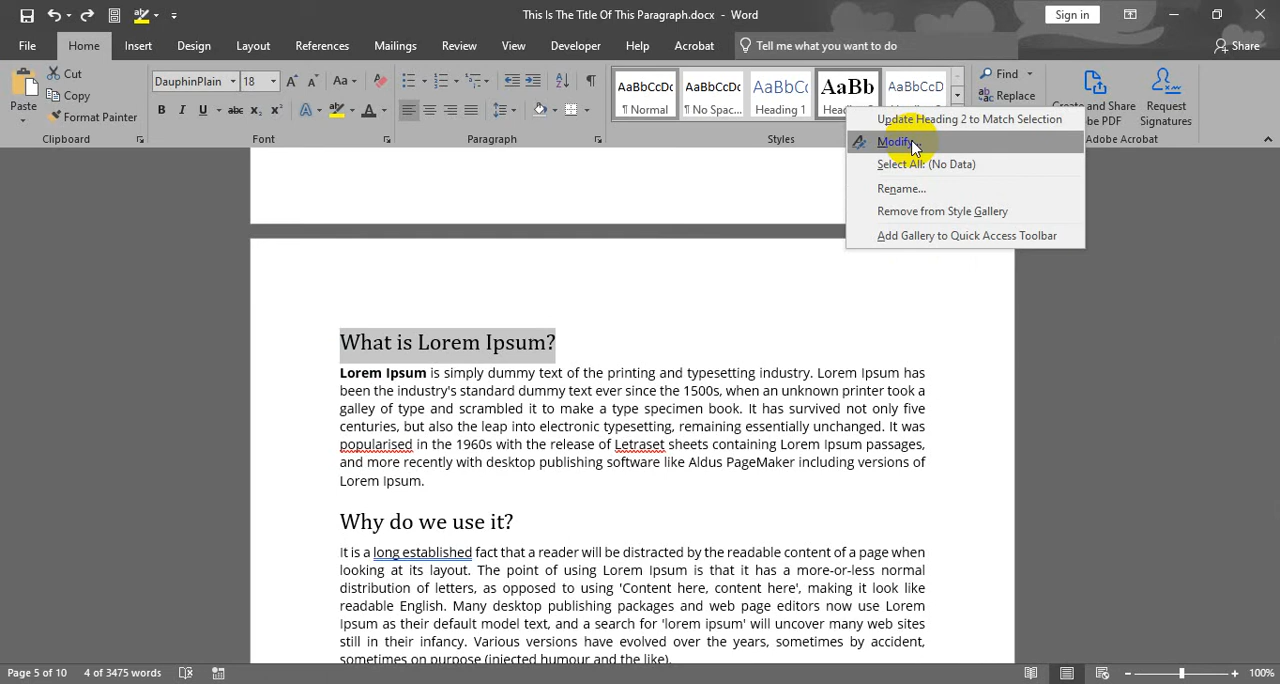 This Is The Title Of This Paragraph.docx - Word
Sign in
File Home Insert Design Layout References Mailings Review View Developer Help Acrobat Tell me what you want to do Share
Paste
Cut
Copy
Format Painter
Clipboard
DauphinPlain 18
Font
Paragraph
AaBbCc AaBbCc AaBbC AaBb AaBbCcD
¶ Normal ¶ No Spac... Heading 1
Styles
Find
Replace
Create and Share
PDF
Request
Signatures
Adobe Acrobat
Update Heading 2 to Match Selection
Modify...
Select All: (No Data)
Rename...
Remove from Style Gallery
Add Gallery to Quick Access Toolbar
What is Lorem Ipsum?
Lorem Ipsum is simply dummy text of the printing and typesetting industry. Lorem Ipsum has
been the industry's standard dummy text ever since the 1500s, when an unknown printer took a
galley of type and scrambled it to make a type specimen book. It has survived not only five
centuries, but also the leap into electronic typesetting, remaining essentially unchanged. It was
popularised in the 1960s with the release of Letraset sheets containing Lorem Ipsum passages,
and more recently with desktop publishing software like Aldus PageMaker including versions of
Lorem Ipsum.
Why do we use it?
It is a long established fact that a reader will be distracted by the readable content of a page when
looking at its layout. The point of using Lorem Ipsum is that it has a more-or-less normal
distribution of letters, as opposed to using 'Content here, content here', making it look like
readable English. Many desktop publishing packages and web page editors now use Lorem
Ipsum as their default model text, and a search for 'lorem ipsum' will uncover many web sites
still in their infancy. Various versions have evolved over the years, sometimes by accident,
sometimes on purpose (injected humour and the like).
Page 5 of 10 4 of 3475 words 100%